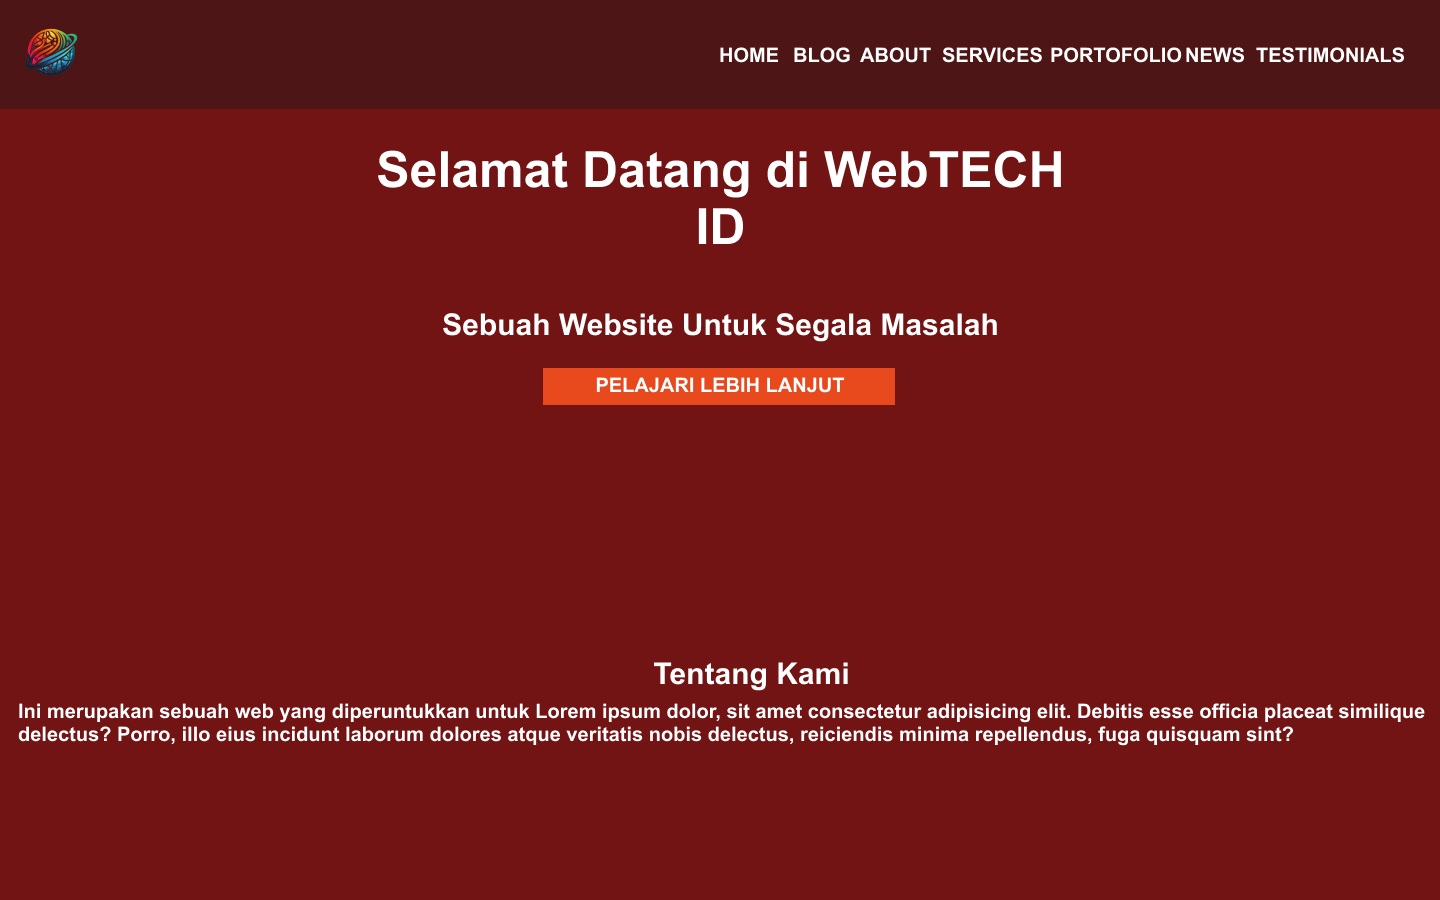 HOME BLOG ABOUT SERVICES PORTOFOLIO NEWS TESTIMONIALS
Selamat Datang di WebTECH
ID
Sebuah Website Untuk Segala Masalah
PELAJARI LEBIH LANJUT
Tentang Kami
Ini merupakan sebuah web yang diperuntukkan untuk Lorem ipsum dolor, sit amet consectetur adipisicing elit. Debitis esse officia placeat similique
delectus? Porro, illo eius incidunt laborum dolores atque veritatis nobis delectus, reiciendis minima repellendus, fuga quisquam sint?